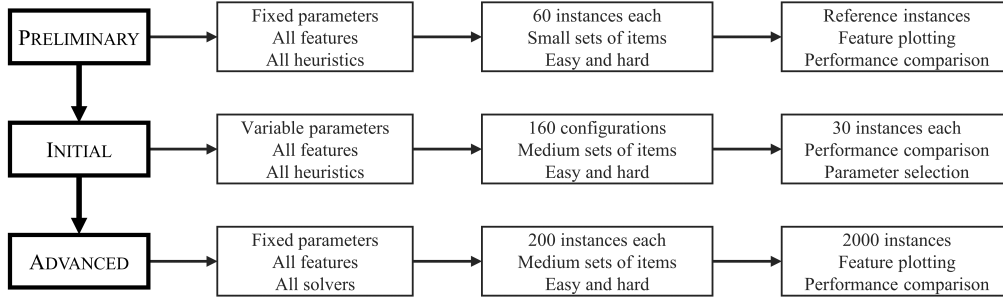 PRELIMINARY
Fixed parameters
All features
All heuristics
60 instances each
Small sets of items
Easy and hard
Reference instances
Feature plotting
Performance comparison
INITIAL
Variable parameters
All features
All heuristics
160 configurations
Medium sets of items
Easy and hard
30 instances each
Performance comparison
Parameter selection
ADVANCED
Fixed parameters
All features
All solvers
200 instances each
Medium sets of items
Easy and hard
2000 instances
Feature plotting
Performance comparison